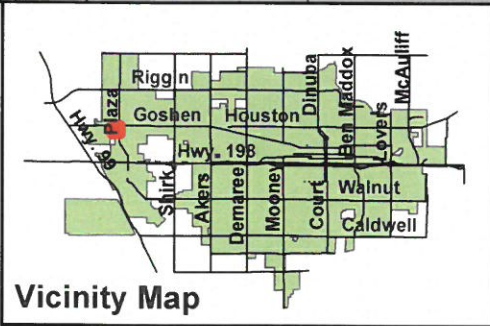 Riggin
Plaza
Goshen
Houston
Dinuba
Ben Maddox
Lovers
McAuliff
Hwy. 99
Hwy. 198
Shirk
Akers
Demaree
Mooney
Court
Walnut
Caldwell
Vicinity Map